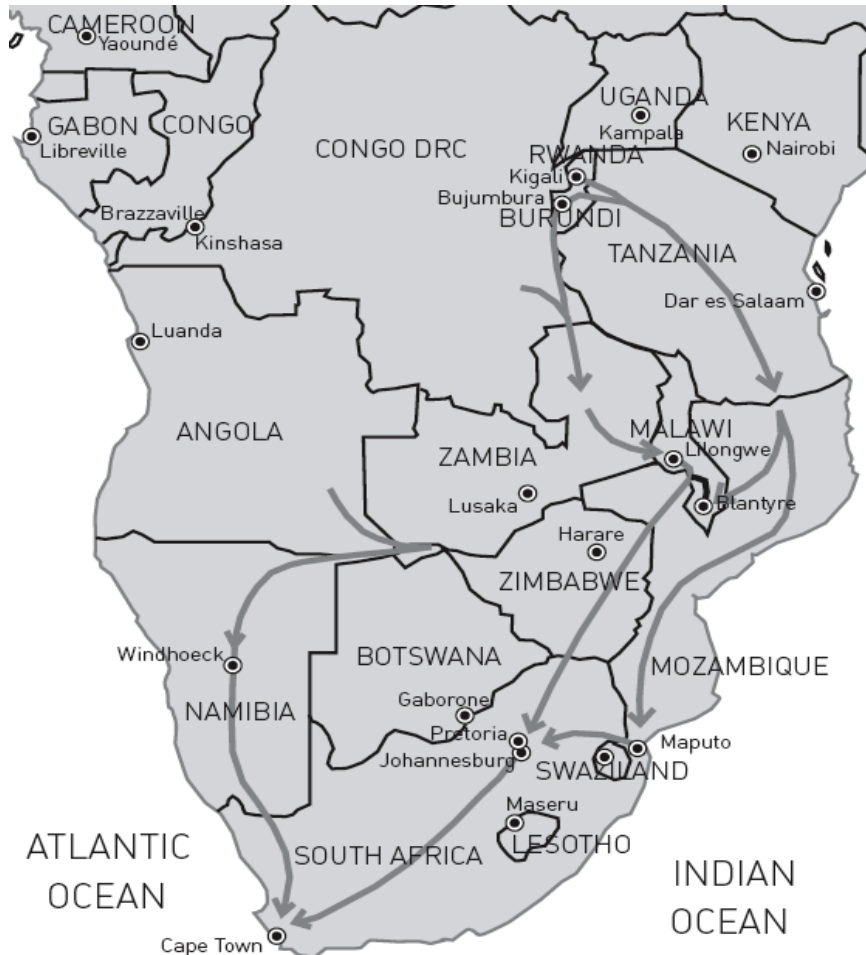 CAMEROON
Yaoundé
UGANDA
Kampala
KENYA
Nairobi
GABON
Libreville
CONGO
CONGO DRC
RWANDA
Kigali
Bujumbura
BURUNDI
Brazzaville
Kinshasa
TANZANIA
Dar es Salaam
Luanda
ANGOLA
MALAWI
Lilongwe
ZAMBIA
Lusaka
Blantyre
Harare
ZIMBABWE
Windhoeck
NAMIBIA
BOTSWANA
MOZAMBIQUE
Gaborone
Pretoria
Johannesburg
Maputo
SWAZILAND
Maseru
LESOTHO
SOUTH AFRICA
ATLANTIC
OCEAN
INDIAN
OCEAN
Cape Town